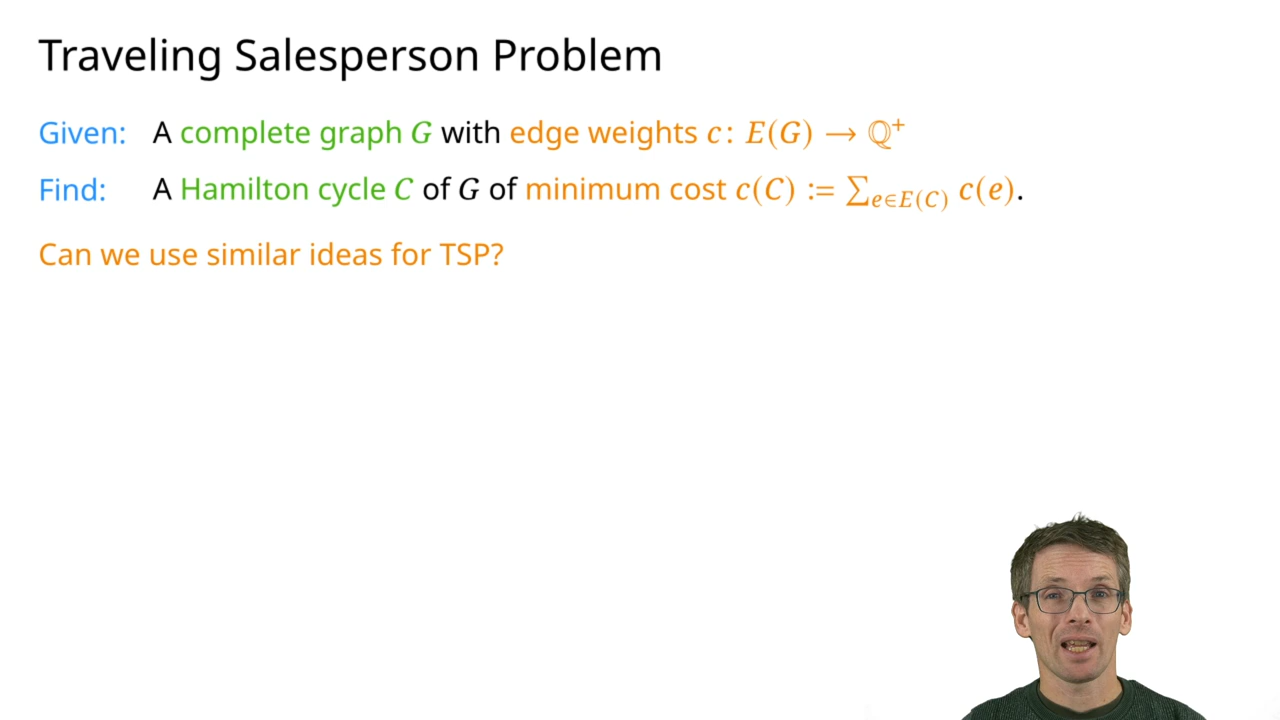 Traveling Salesperson Problem
Given: A complete graph G with edge weights c: E(G) → ℚ⁺
Find: A Hamilton cycle C of G of minimum cost c(C) := ∑_{e∈E(C)} c(e).
Can we use similar ideas for TSP?